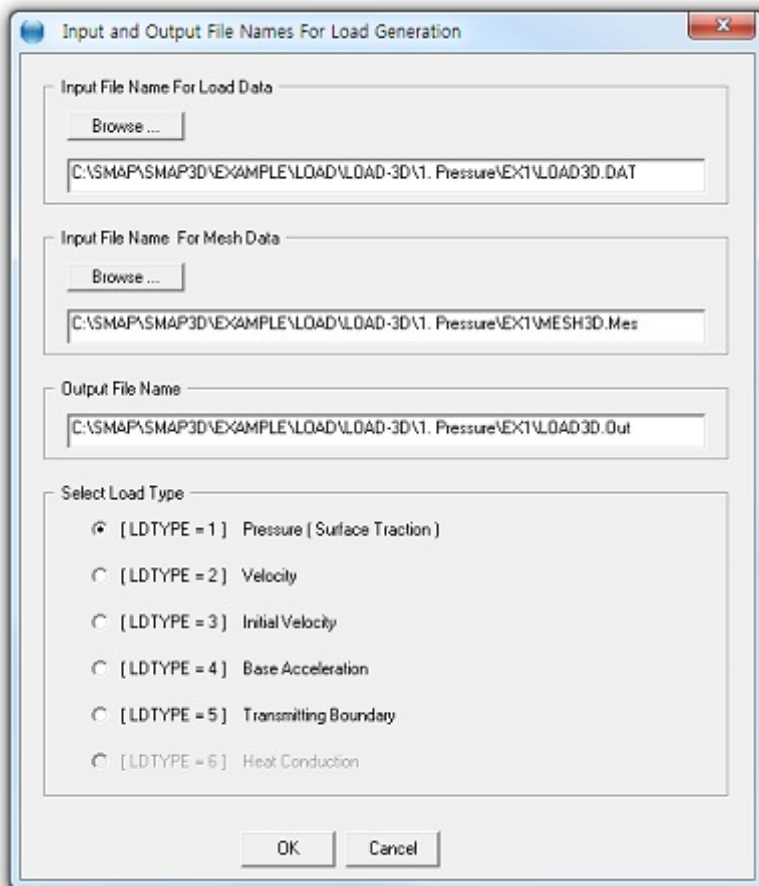 Input and Output File Names For Load Generation
Input File Name For Load Data
Browse ...
C:\SMAP\SMAP3D\EXAMPLE\LOAD\LOAD-3D\1. Pressure\EX1\LOAD3D.DAT
Input File Name For Mesh Data
Browse ...
C:\SMAP\SMAP3D\EXAMPLE\LOAD\LOAD-3D\1. Pressure\EX1\MESH3D.Mes
Output File Name
C:\SMAP\SMAP3D\EXAMPLE\LOAD\LOAD-3D\1. Pressure\EX1\LOAD3D.Out
Select Load Type
[ LDTYPE = 1 ] Pressure ( Surface Traction )
[ LDTYPE = 2 ] Velocity
[ LDTYPE = 3 ] Initial Velocity
[ LDTYPE = 4 ] Base Acceleration
[ LDTYPE = 5 ] Transmitting Boundary
[ LDTYPE = 6 ] Heat Conduction
OK Cancel